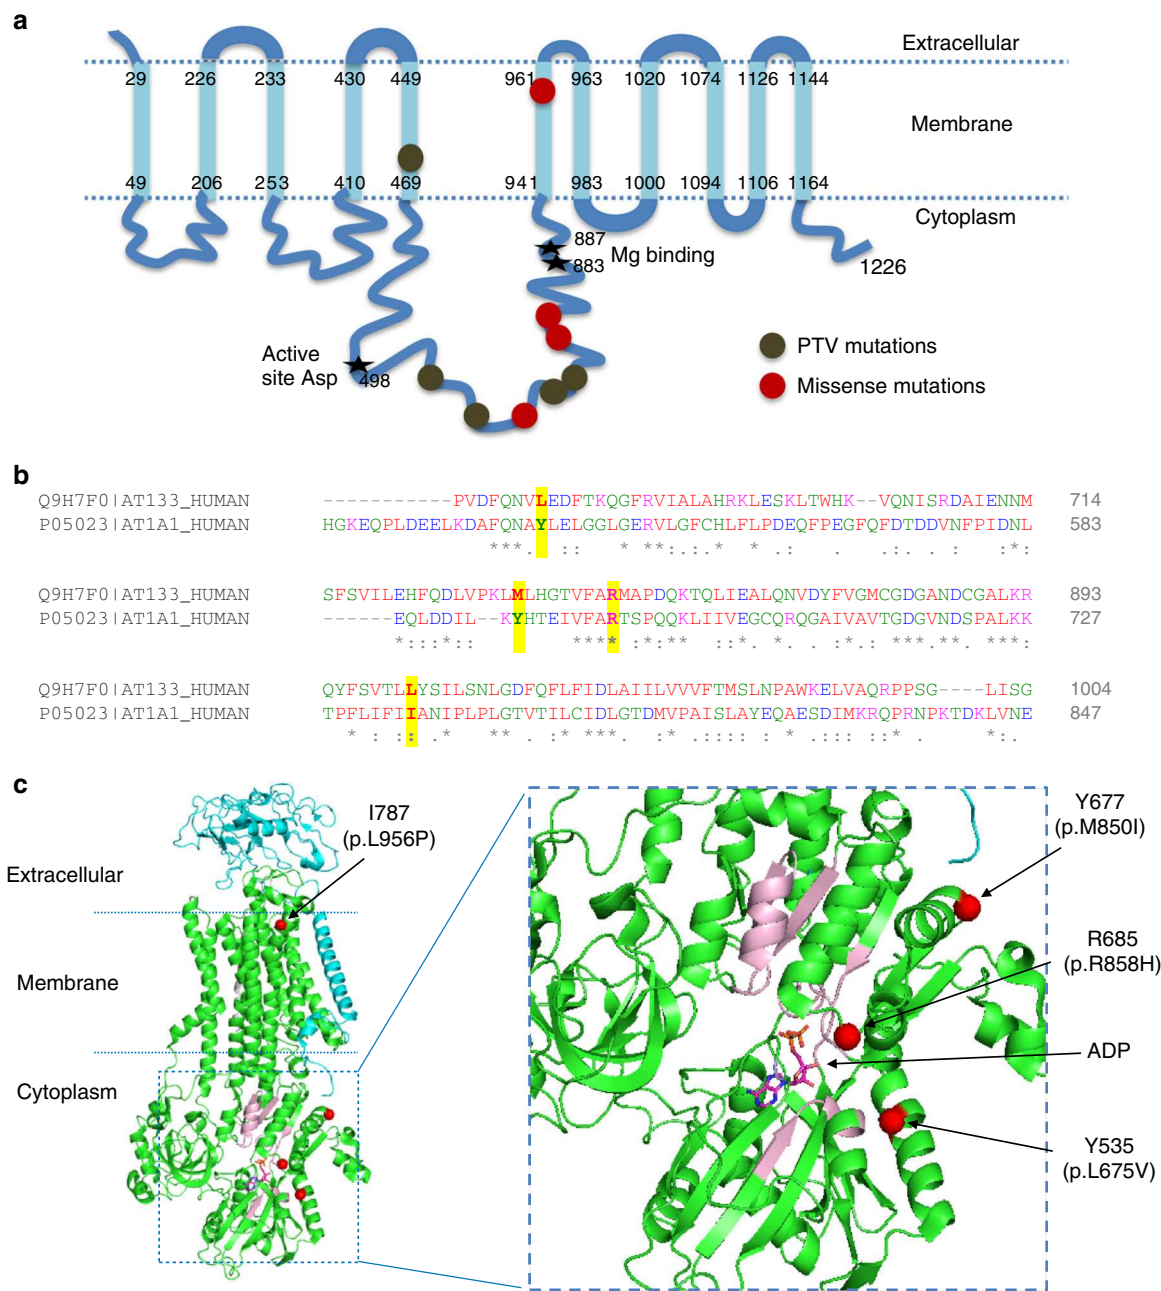 a
Extracellular
29 226 233 430 449 961 963 1020 1074 1126 1144
Membrane
49 206 253 410 469 941 983 1000 1094 1106 1164
Cytoplasm
887
Mg binding
883
1226
Active
site Asp
498
PTV mutations
Missense mutations
b
Q9H7F0|AT133_HUMAN -----------PVDFQNVLEDFTKQGFRVIALAHRKLESKLTWHK--VQNISRDAIENNM 714
P05023|AT1A1_HUMAN HGKEQPLDEELKDAFQNAYLELGGLGERVLGFCHLFLPDEQFPEGFQFDTDDVNFPIDNL 583
***. :: * **:.:.: * .: .:. . :*:
Q9H7F0|AT133_HUMAN SFSVILEHFQDLVPKLMLHGTVFARMAPDQKTQLIEALQNVDYFVGMCGDGANDCGALKR 893
P05023|AT1A1_HUMAN ------EQLDDIL--KYHTEIVFARTSPQQKLIIVEGCQRQGAIVAVTGDGVNDSPALKK 727
*:::*:: **** :*:** ::*. *. . :*.: ***.**. ***:
Q9H7F0|AT133_HUMAN QYFSVTLLYSILSNLGDFQFLFIDLAIILVVVFTMSLNPAWKELVAQRPPSG----LISG 1004
P05023|AT1A1_HUMAN TPFLIFIIANIPLPLGTVTILCIDLGTDMVPAISLAYEQAESDIMKRQPRNPKTDKLVNE 847
* : : : .* ** . :* ***. :* .:::: : * .::: :.* . *:.
c
I787
(p.L956P)
Extracellular
Membrane
Cytoplasm
Y677
(p.M850I)
R685
(p.R858H)
ADP
Y535
(p.L675V)